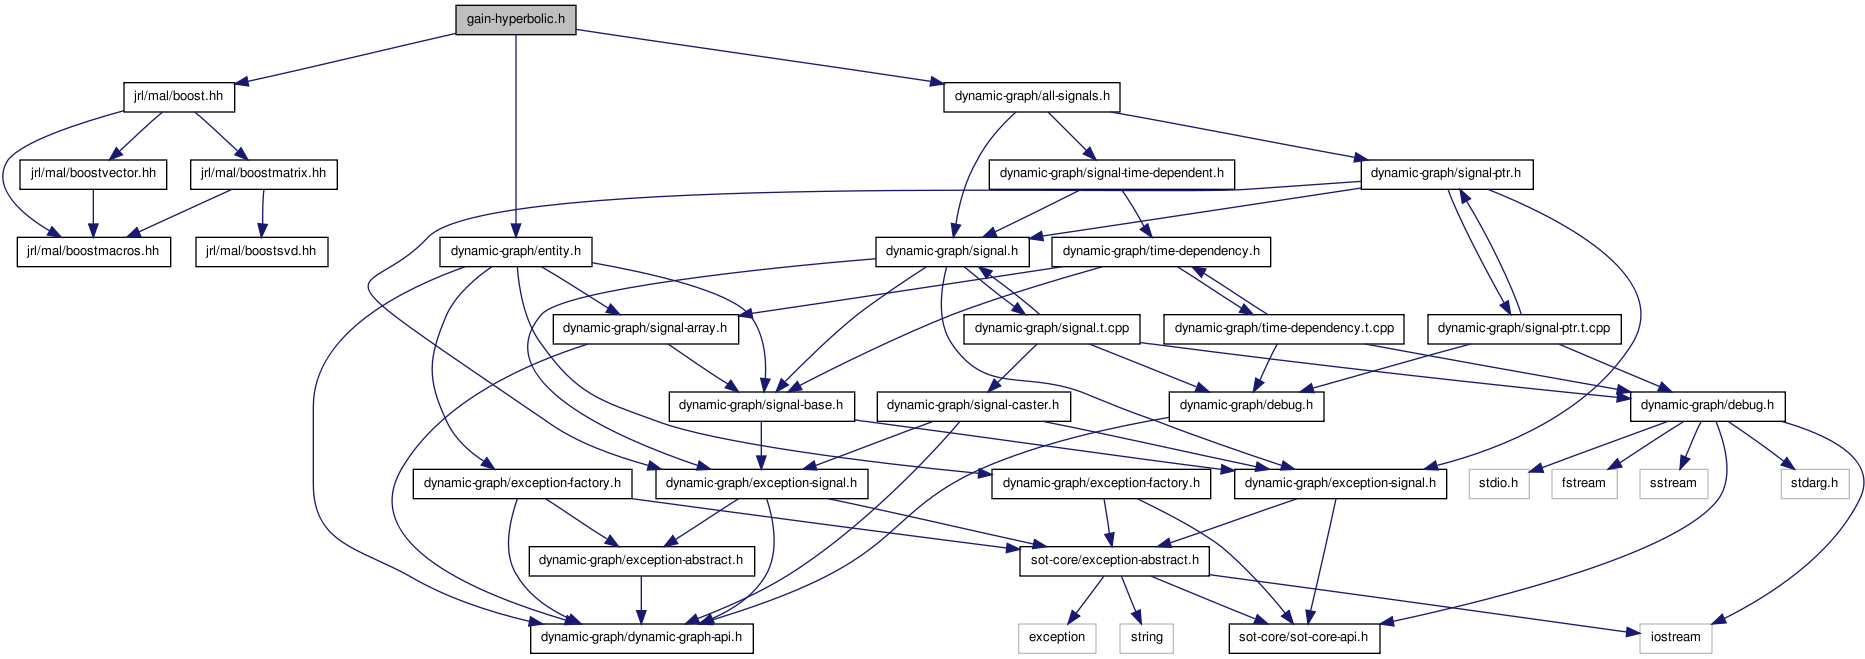 gain-hyperbolic.h
jrl/mal/boost.hh
dynamic-graph/all-signals.h
jrl/mal/boostvector.hh
jrl/mal/boostmatrix.hh
dynamic-graph/signal-time-dependent.h
dynamic-graph/signal-ptr.h
jrl/mal/boostmacros.hh
jrl/mal/boostsvd.hh
dynamic-graph/entity.h
dynamic-graph/signal.h
dynamic-graph/time-dependency.h
dynamic-graph/signal-array.h
dynamic-graph/signal.t.cpp
dynamic-graph/time-dependency.t.cpp
dynamic-graph/signal-ptr.t.cpp
dynamic-graph/signal-base.h
dynamic-graph/signal-caster.h
dynamic-graph/debug.h
dynamic-graph/debug.h
dynamic-graph/exception-factory.h
dynamic-graph/exception-signal.h
dynamic-graph/exception-factory.h
dynamic-graph/exception-signal.h
stdio.h
fstream
sstream
stdarg.h
dynamic-graph/exception-abstract.h
sot-core/exception-abstract.h
dynamic-graph/dynamic-graph-api.h
exception
string
sot-core/sot-core-api.h
iostream